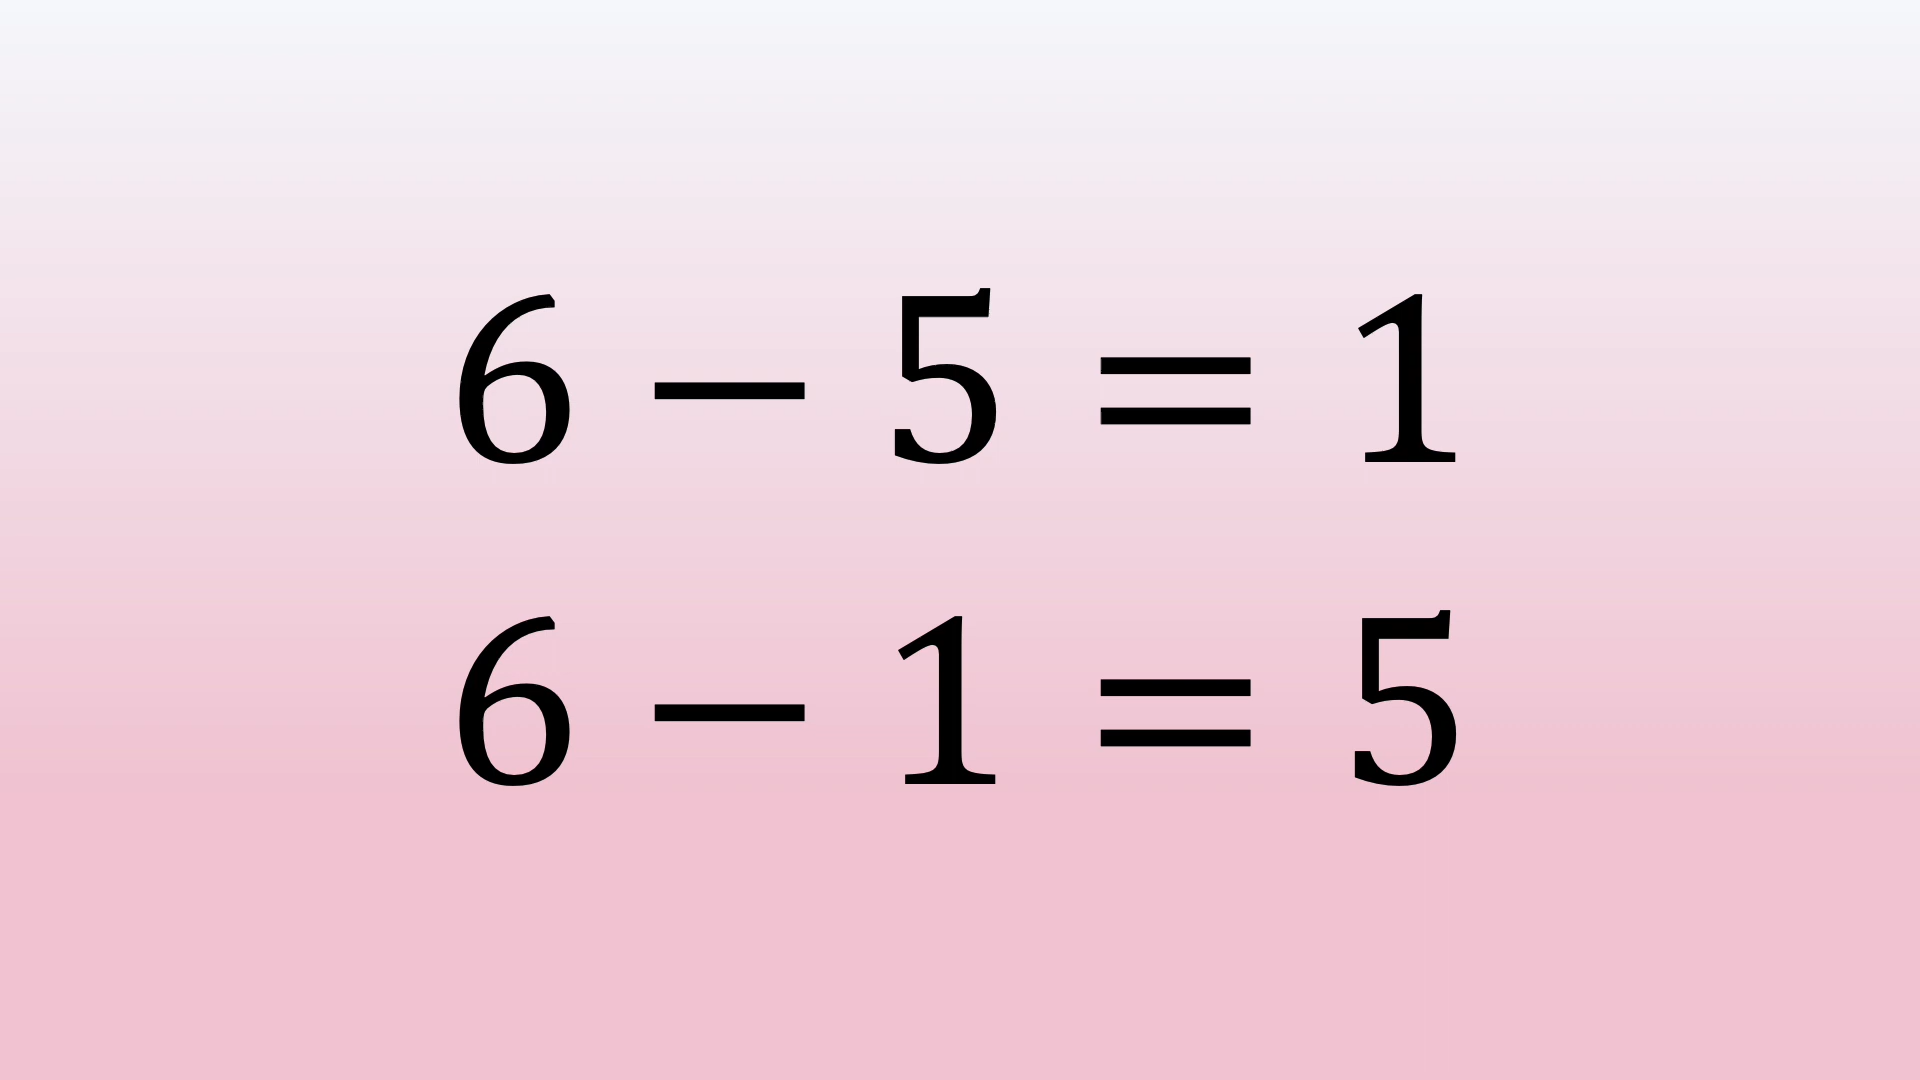 6 − 5 = 1
6 − 1 = 5